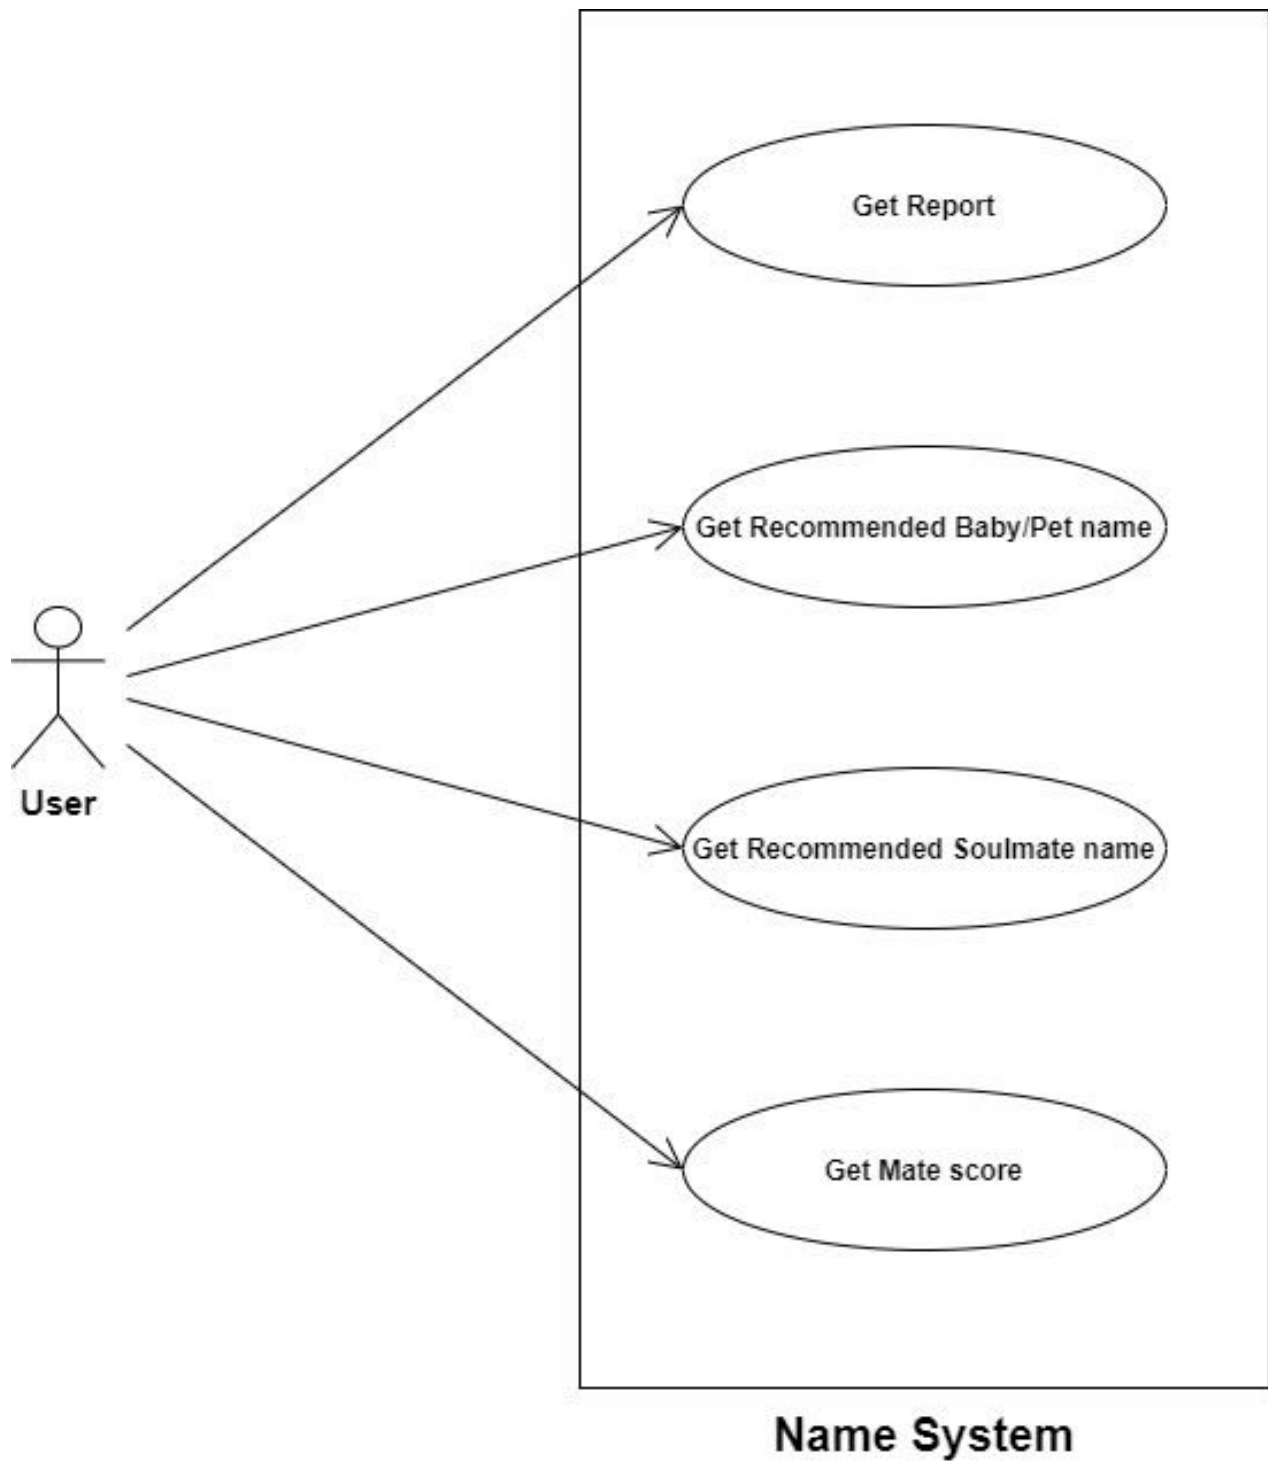 Get Report
Get Recommended Baby/Pet name
User
Get Recommended Soulmate name
Get Mate score
Name System